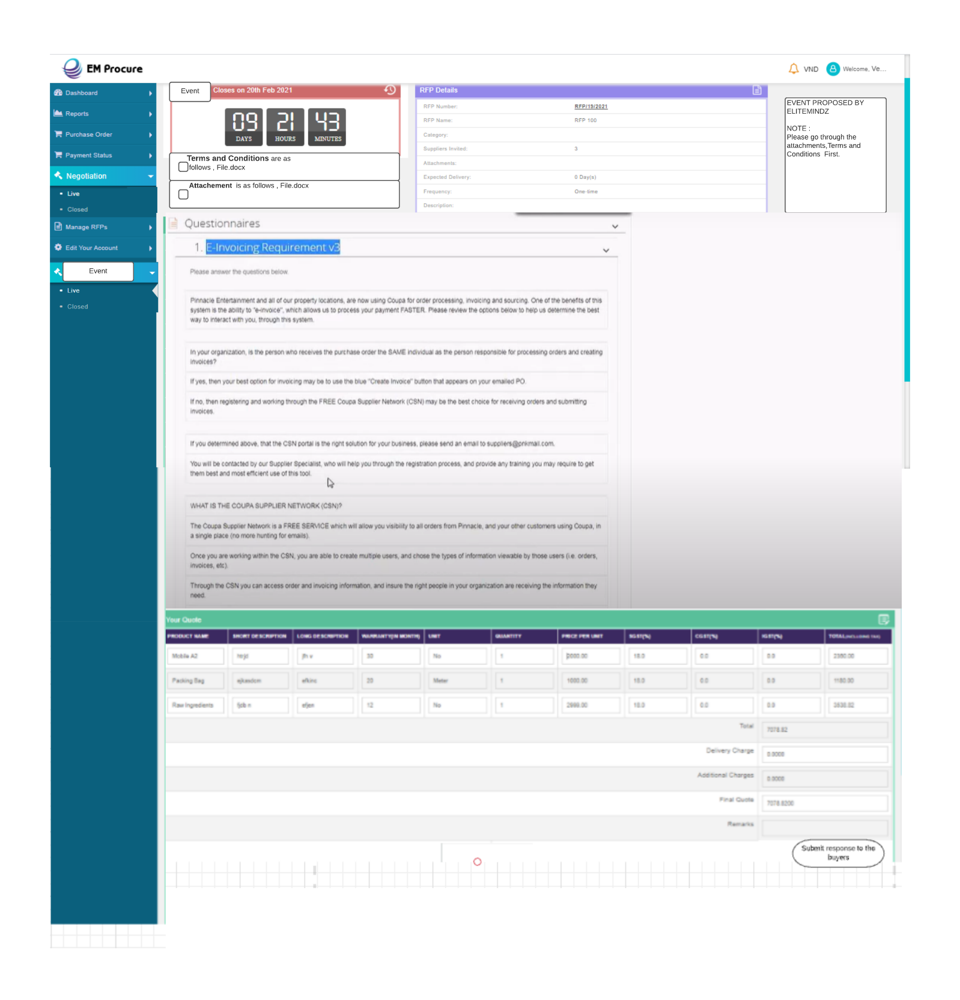 EM Procure
VND
Welcome, Ve...
Dashboard
Reports
Purchase Order
Payment Status
Negotiation
Live
Closed
Manage RFPs
Edit Your Account
Event
Live
Closed
Event
Closes on 20th Feb 2021
09 21 43
DAYS HOURS MINUTES
Terms and Conditions are as
follows , File.docx
Attachement is as follows , File.docx
RFP Details
RFP Number: RFP/19/2021
RFP Name: RFP 100
Category:
Suppliers Invited: 3
Attachments:
Expected Delivery: 0 Day(s)
Frequency: One-time
Description:
EVENT PROPOSED BY
ELITEMINDZ
NOTE :
Please go through the
attachments,Terms and
Conditions First.
Questionnaires
1. E-Invoicing Requirement v3
Please answer the questions below.
Pinnacle Entertainment and all of our property locations, are now using Coupa for order processing, invoicing and sourcing. One of the benefits of this
system is the ability to "e-invoice", which allows us to process your payment FASTER. Please review the options below to help us determine the best
way to interact with you, through this system.
In your organization, is the person who receives the purchase order the SAME individual as the person responsible for processing orders and creating
invoices?
If yes, then your best option for invoicing may be to use the blue "Create Invoice" button that appears on your emailed PO.
If no, then registering and working through the FREE Coupa Supplier Network (CSN) may be the best choice for receiving orders and submitting
invoices.
If you determined above, that the CSN portal is the right solution for your business, please send an email to suppliers@pnkmail.com.
You will be contacted by our Supplier Specialist, who will help you through the registration process, and provide any training you may require to get
them best and most efficient use of this tool.
WHAT IS THE COUPA SUPPLIER NETWORK (CSN)?
The Coupa Supplier Network is a FREE SERVICE which will allow you visibility to all orders from Pinnacle, and your other customers using Coupa, in
a single place (no more hunting for emails).
Once you are working within the CSN, you are able to create multiple users, and chose the types of information viewable by those users (i.e. orders,
invoices, etc).
Through the CSN you can access order and invoicing information, and insure the right people in your organization are receiving the information they
need.
Your Quote
PRODUCT NAME SHORT DESCRIPTION LONG DESCRIPTION WARRANTY(IN MONTH) UNIT QUANTITY PRICE PER UNIT SGST(%) CGST(%) IGST(%) TOTAL(INCLUDING TAX)
Mobile A2 jfh v 30 No 1 2000.00 18.0 0.0 0.0 2360.00
Packing Bag 20 Meter 1 1000.00 18.0 0.0 0.0 1180.00
Raw Ingredients efjen 12 No 1 2999.00 18.0 0.0 0.0 3538.82
Total 7078.82
Delivery Charge 0.0000
Additional Charges 0.0000
Final Quote 7078.8200
Remarks
Submit response to the
buyers